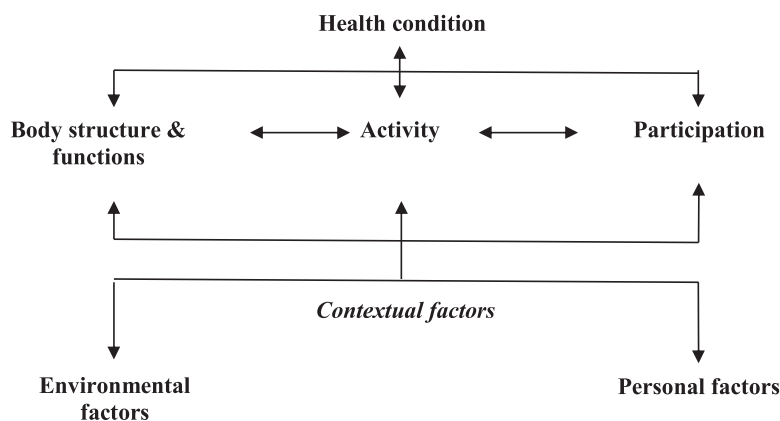 Health condition
Body structure &
functions
Activity
Participation
Contextual factors
Environmental
factors
Personal factors